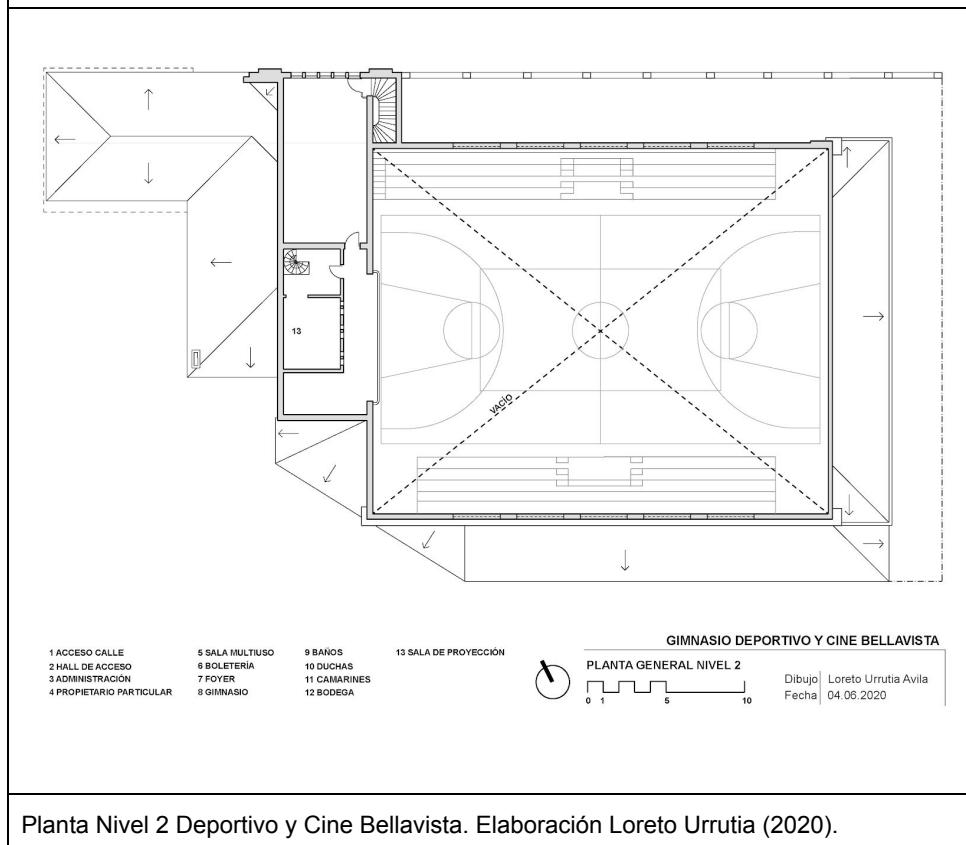 13
VACÍO
1 ACCESO CALLE
2 HALL DE ACCESO
3 ADMINISTRACIÓN
4 PROPIETARIO PARTICULAR
5 SALA MULTIUSO
6 BOLETERÍA
7 FOYER
8 GIMNASIO
9 BAÑOS
10 DUCHAS
11 CAMARINES
12 BODEGA
13 SALA DE PROYECCIÓN
GIMNASIO DEPORTIVO Y CINE BELLAVISTA
PLANTA GENERAL NIVEL 2
0 1 5 10
Dibujo Loreto Urrutia Avila
Fecha 04.06.2020
Planta Nivel 2 Deportivo y Cine Bellavista. Elaboración Loreto Urrutia (2020).